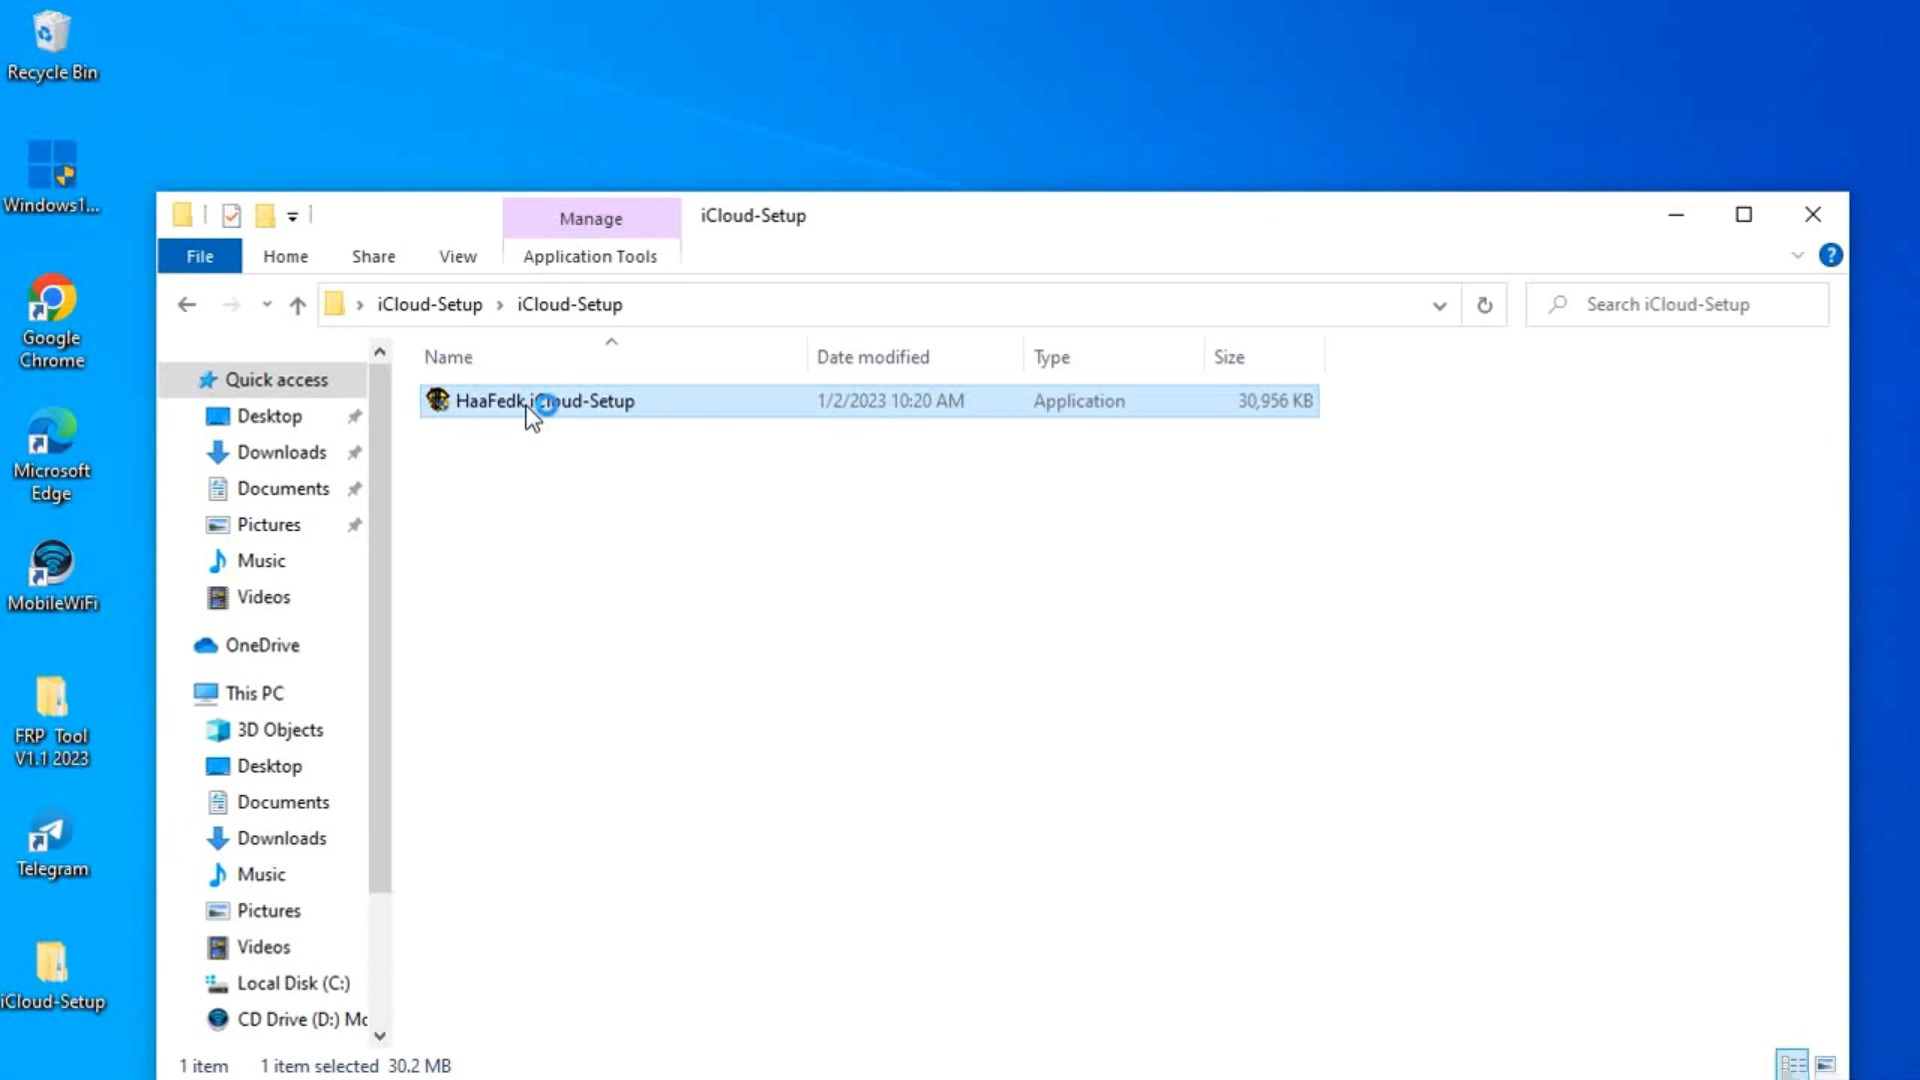 Recycle Bin
Windows1...
Google
Chrome
Microsoft
Edge
MobileWiFi
FRP Tool
V1.1 2023
Telegram
iCloud-Setup
Manage
iCloud-Setup
File
Home
Share
View
Application Tools
?
iCloud-Setup > iCloud-Setup
Search iCloud-Setup
Name
Date modified
Type
Size
HaaFedk.iCloud-Setup
1/2/2023 10:20 AM
Application
30,956 KB
Quick access
Desktop
Downloads
Documents
Pictures
Music
Videos
OneDrive
This PC
3D Objects
Desktop
Documents
Downloads
Music
Pictures
Videos
Local Disk (C:)
CD Drive (D:) Mc
1 item
1 item selected 30.2 MB